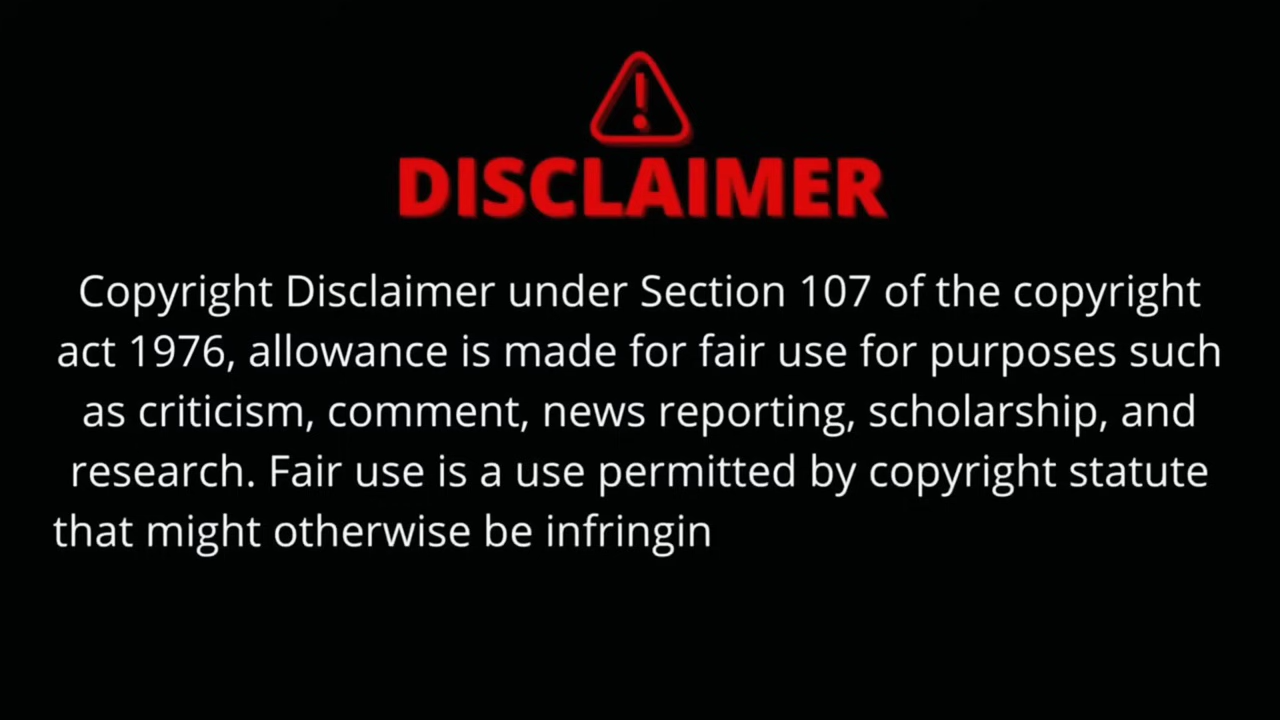 DISCLAIMER
Copyright Disclaimer under Section 107 of the copyright
act 1976, allowance is made for fair use for purposes such
as criticism, comment, news reporting, scholarship, and
research. Fair use is a use permitted by copyright statute
that might otherwise be infringin